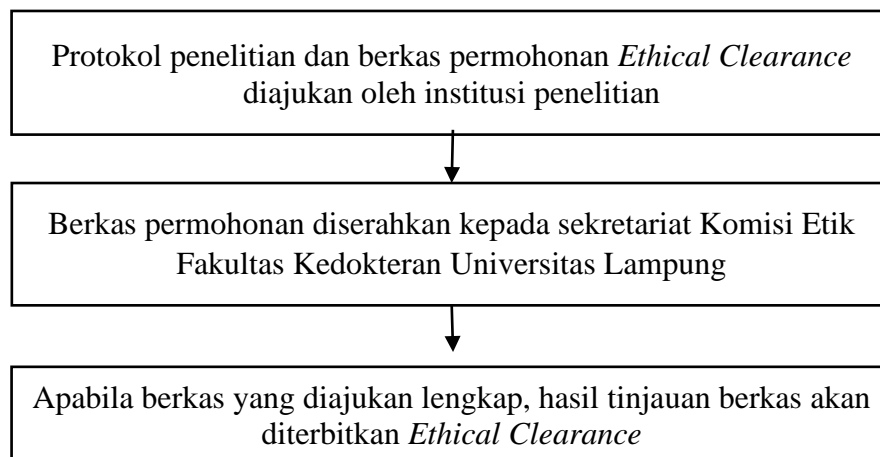 Protokol penelitian dan berkas permohonan Ethical Clearance
diajukan oleh institusi penelitian
Berkas permohonan diserahkan kepada sekretariat Komisi Etik
Fakultas Kedokteran Universitas Lampung
Apabila berkas yang diajukan lengkap, hasil tinjauan berkas akan
diterbitkan Ethical Clearance